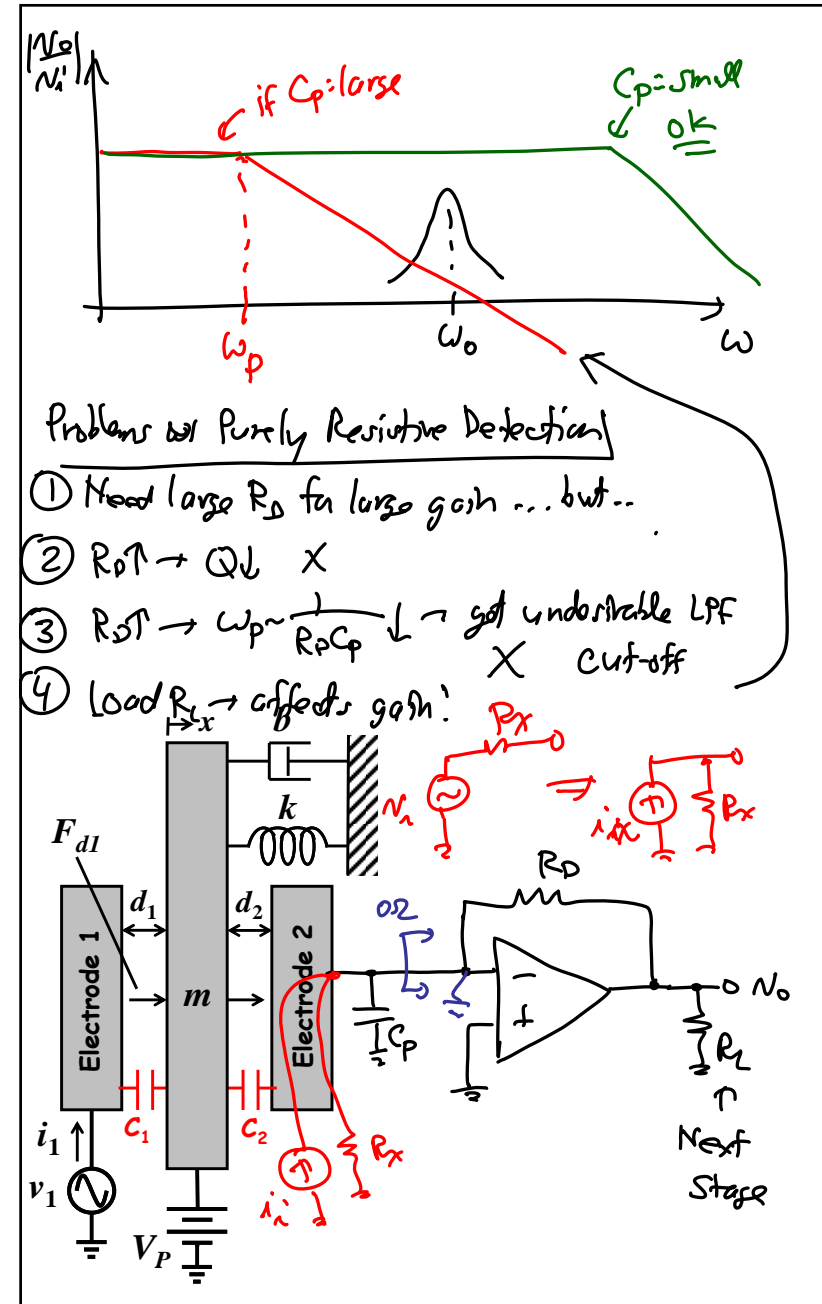 |No/Ni|
if Cp=large
Cp=small
ok
ωp
ω0
ω
Problems w/ Purely Resistive Detection
① Need large RD for large gain ... but..
② RD↑ → Q↓ X
③ RD↑ → ωp ~ 1/(RDCp) ↓ → get undesirable LPF
X cut-off
④ Load RL → affects gain!
x
b
k
Fd1
d1
d2
m
Electrode 1
Electrode 2
C1
C2
i1
v1
VP
ii
Rx
Ni
Rx
⇒
Rx
0Ω
Cp
RD
−
+
No
RL
↑
Next
Stage